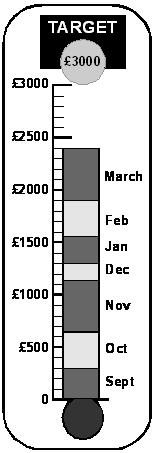 TARGET
£3000
£3000
£2500
£2000
March
Feb
£1500
Jan
Dec
£1000
Nov
£500
Oct
Sept
0